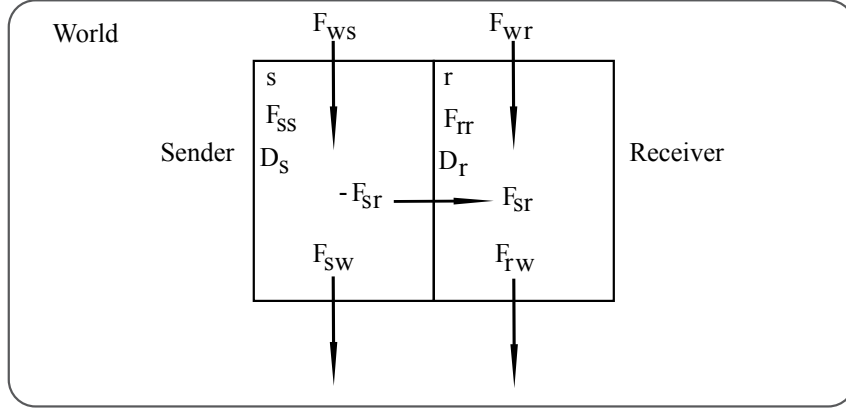 World
F_ws
F_wr
s
r
F_ss
F_rr
Sender
D_s
D_r
Receiver
- F_sr
F_sr
F_sw
F_rw